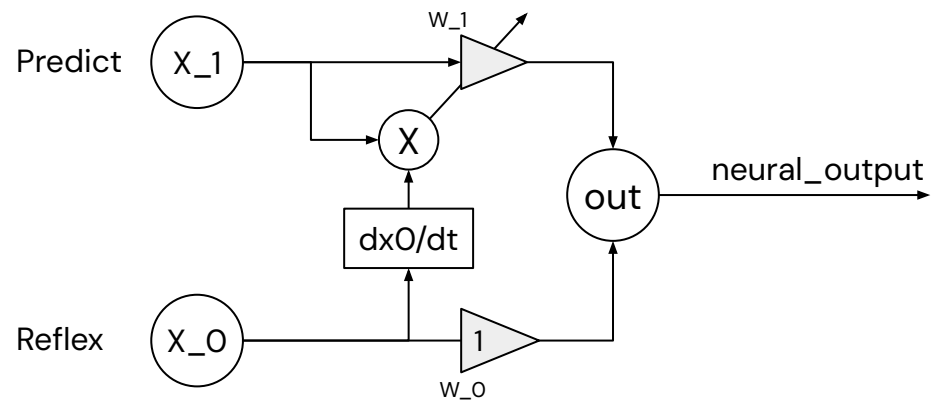 W_1
Predict
X_1
X
neural_output
out
dx0/dt
Reflex
X_0
1
W_0